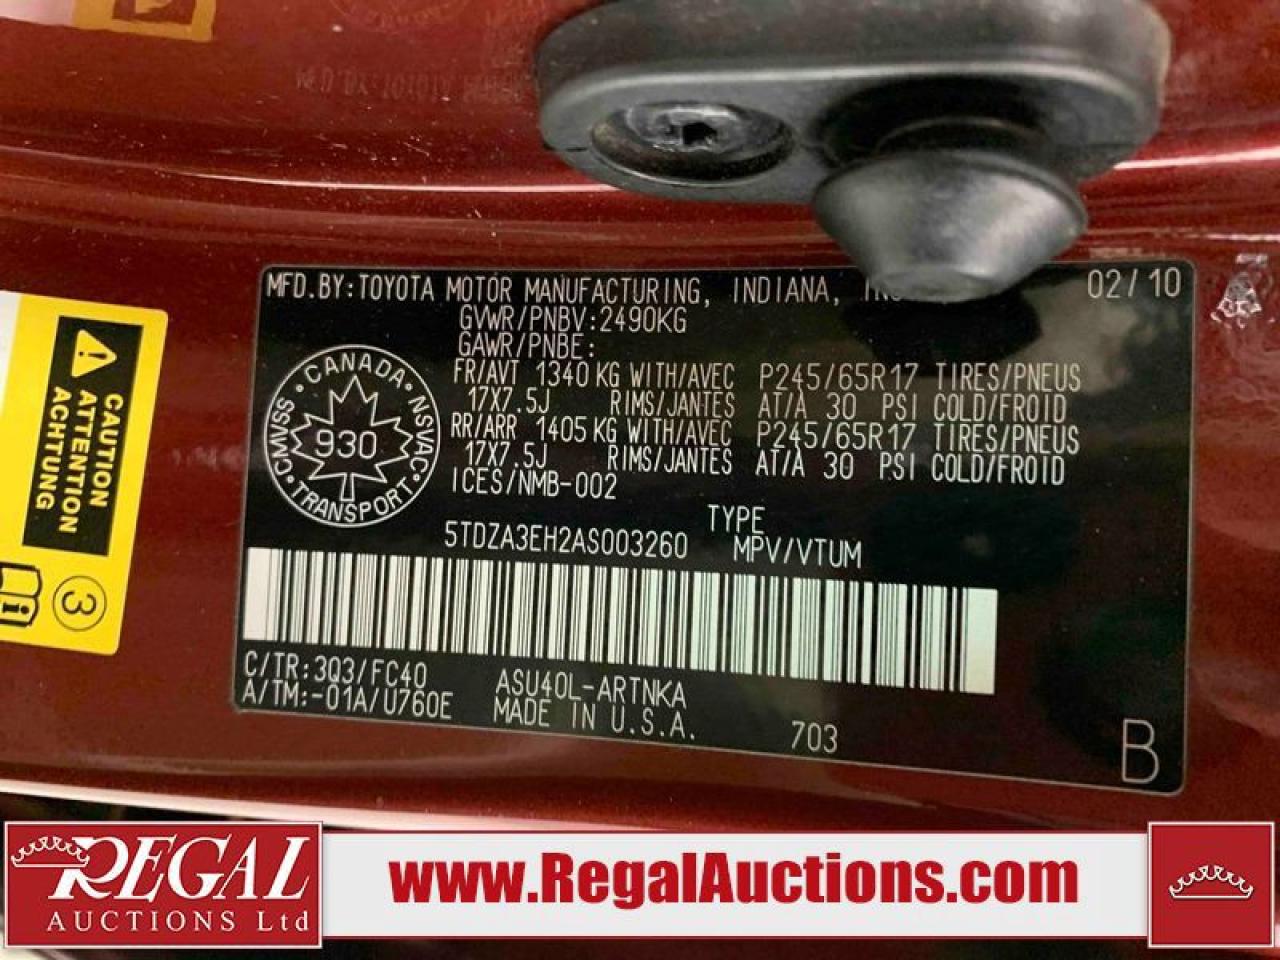 MFD.BY:TOYOTA MOTOR MANUFACTURING, INDIANA, 02/10
GVWR/PNBV:2490KG
GAWR/PNBE:
FR/AVT 1340 KG WITH/AVEC P245/65R17 TIRES/PNEUS
17X7.5J RIMS/JANTES AT/A 30 PSI COLD/FROID
RR/ARR 1405 KG WITH/AVEC P245/65R17 TIRES/PNEUS
17X7.5J RIMS/JANTES AT/A 30 PSI COLD/FROID
ICES/NMB-002
CANADA
CMVSS 930 NSVAC
TRANSPORT
TYPE
5TDZA3EH2AS003260 MPV/VTUM
C/TR:3Q3/FC40 ASU40L-ARTNKA
A/TM:-01A/U760E MADE IN U.S.A. 703
B
CAUTION
ATTENTION
ACHTUNG
3
REGAL
AUCTIONS Ltd
www.RegalAuctions.com